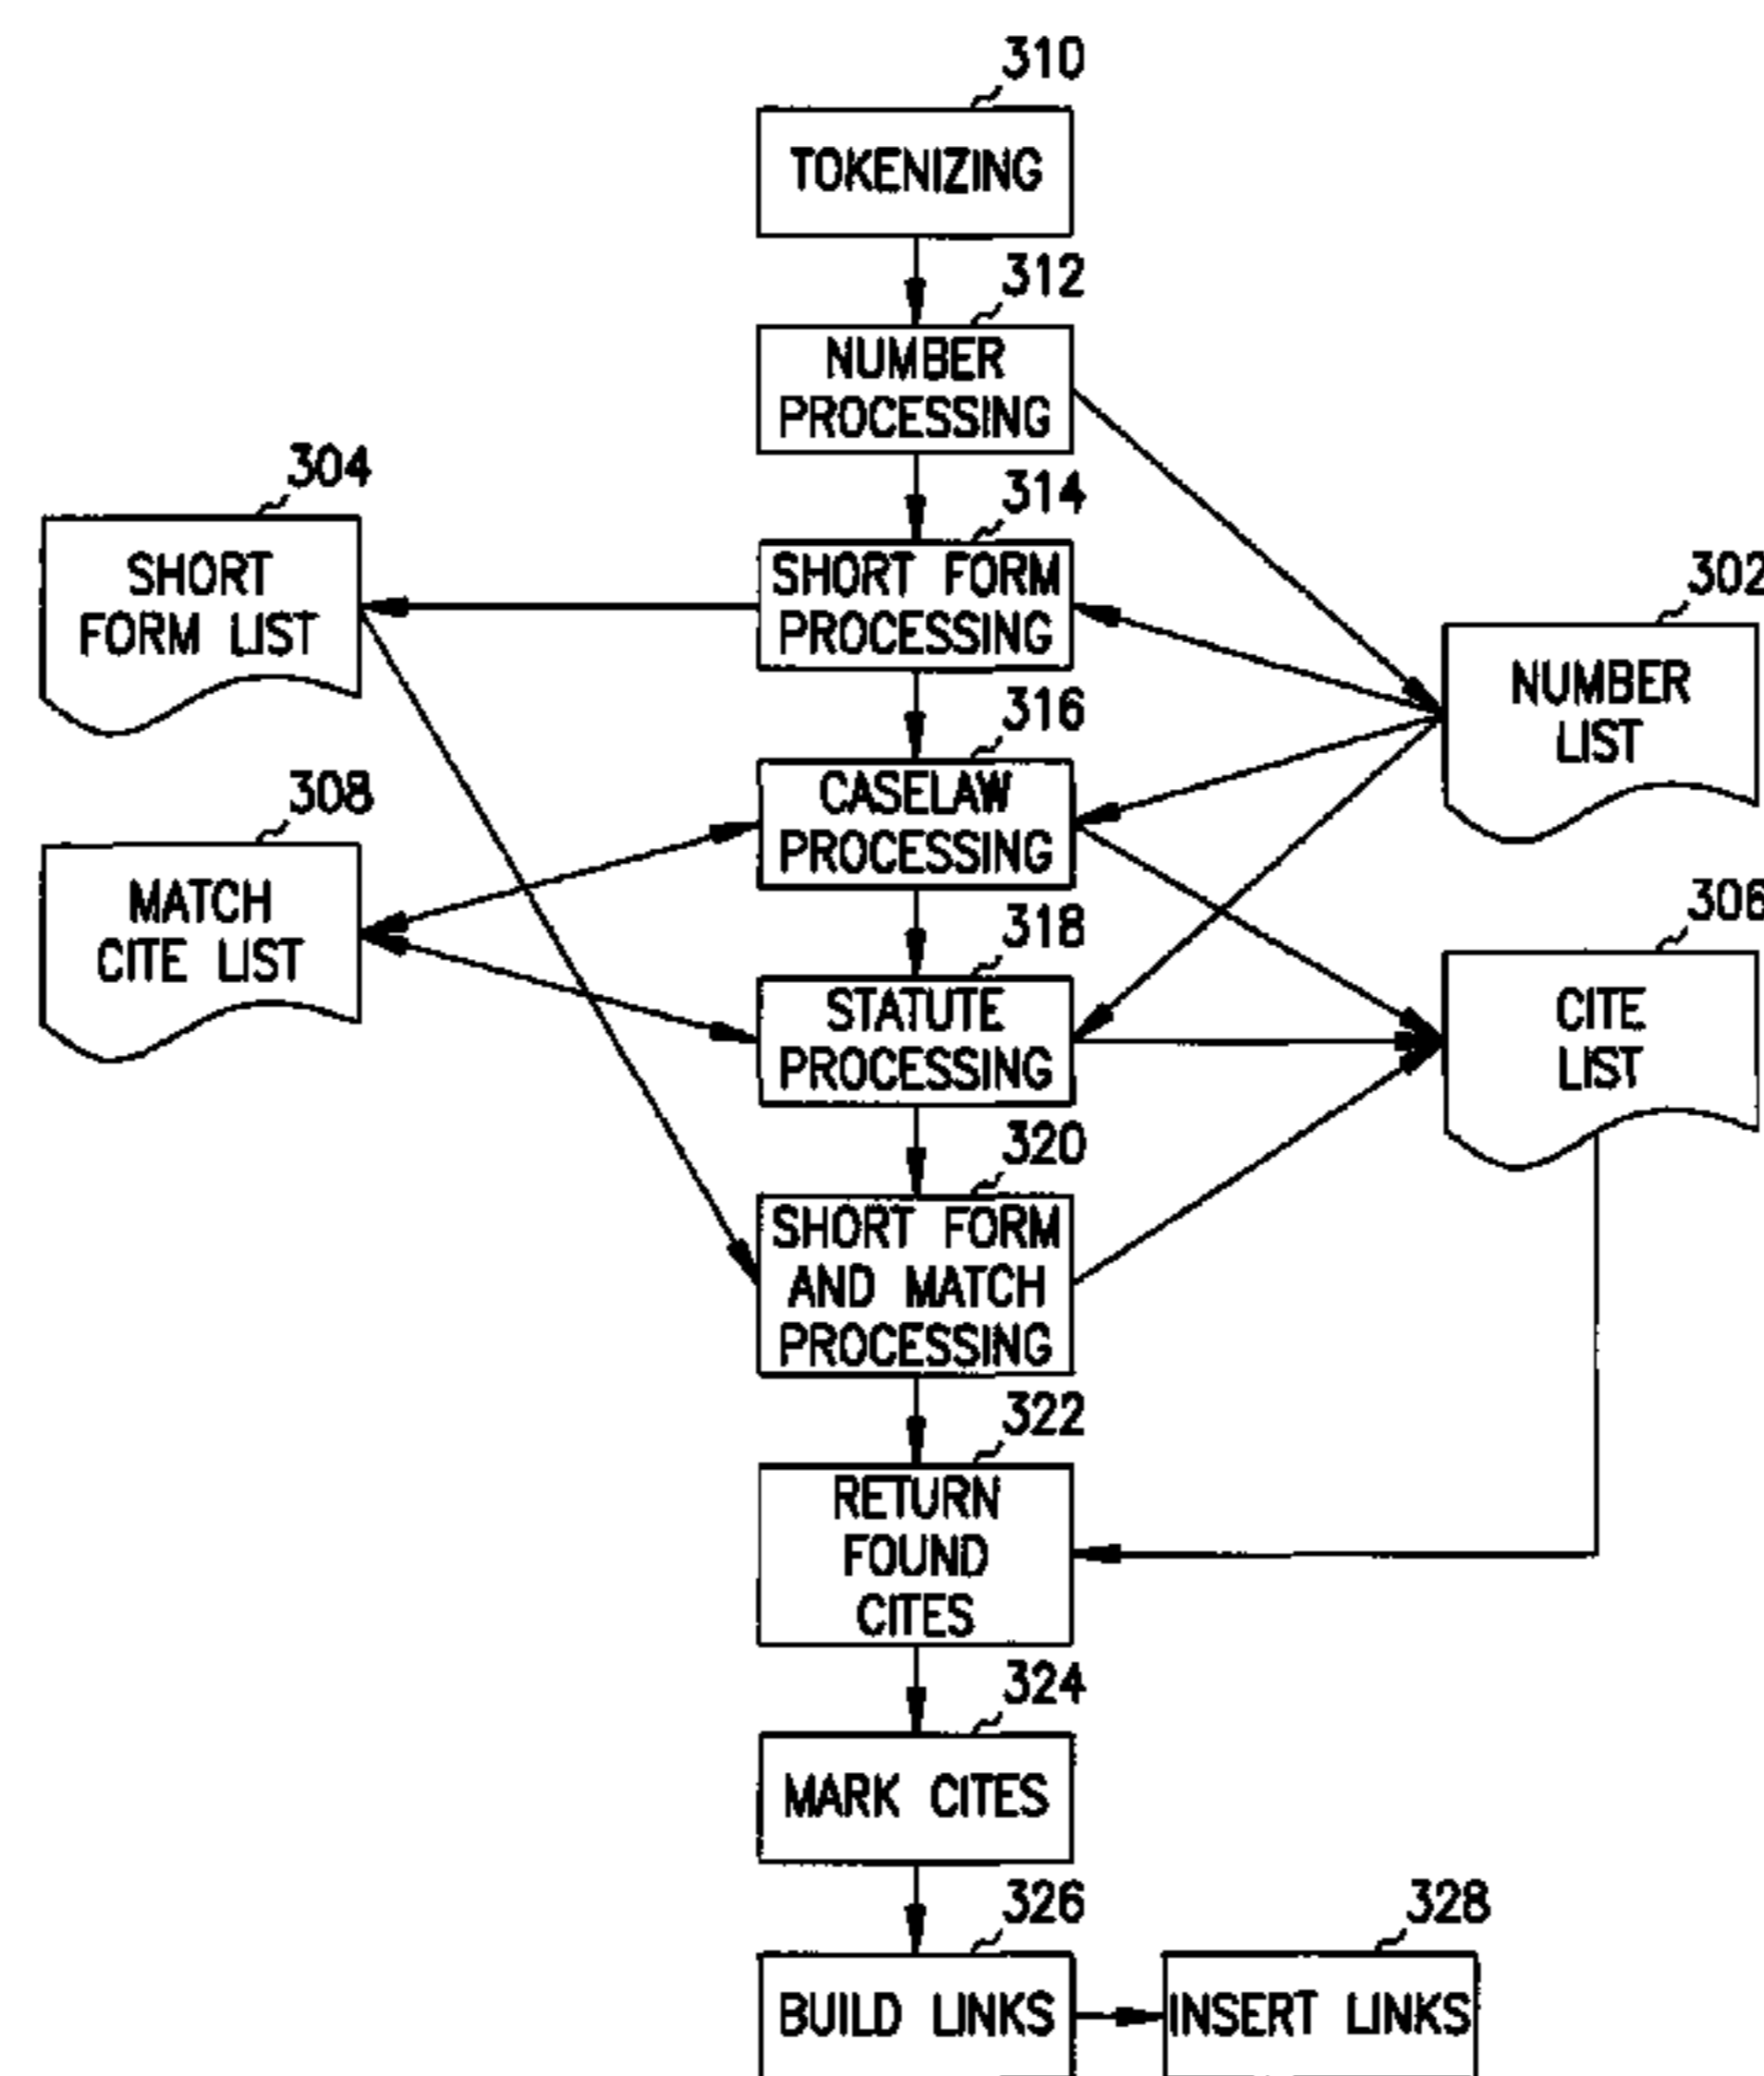 310
TOKENIZING
312
NUMBER
PROCESSING
304
SHORT
FORM LIST
314
SHORT FORM
PROCESSING
302
NUMBER
LIST
316
CASELAW
PROCESSING
308
MATCH
CITE LIST
318
STATUTE
PROCESSING
306
CITE
LIST
320
SHORT FORM
AND MATCH
PROCESSING
322
RETURN
FOUND
CITES
324
MARK CITES
326
BUILD LINKS
328
INSERT LINKS